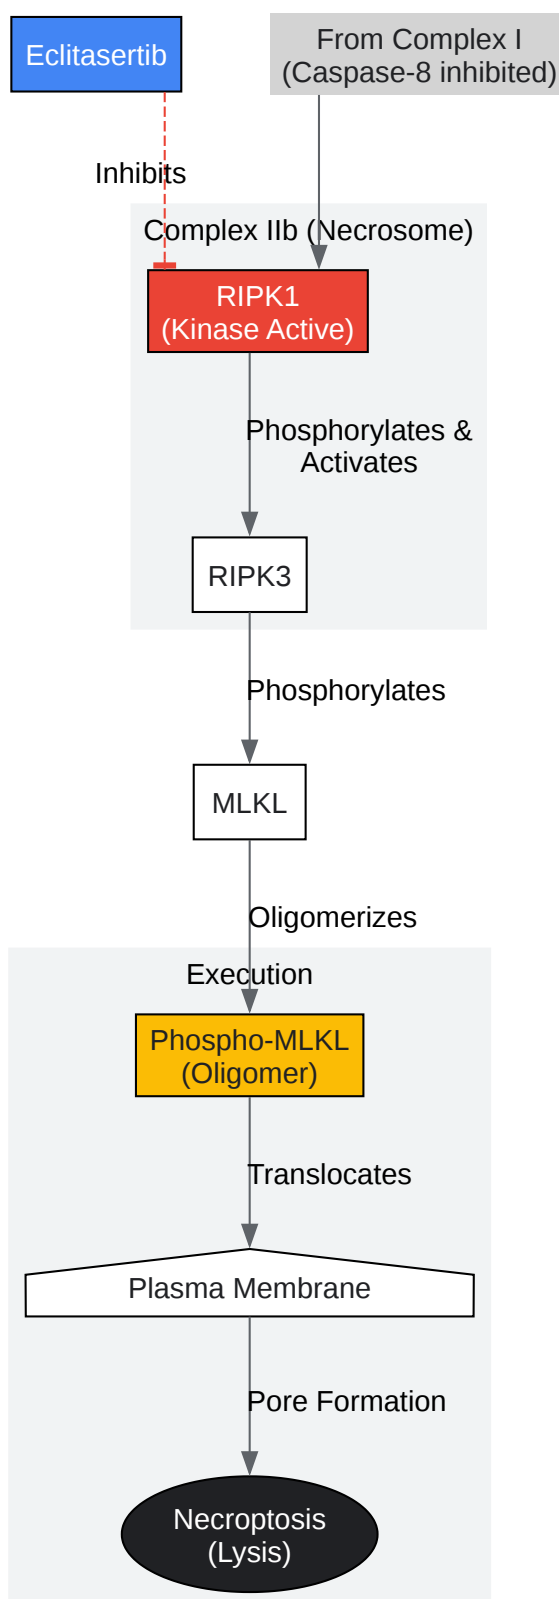 Eclitasertib
From Complex I
(Caspase-8 inhibited)
Inhibits
Complex IIb (Necrosome)
RIPK1
(Kinase Active)
Phosphorylates &
Activates
RIPK3
Phosphorylates
MLKL
Oligomerizes
Execution
Phospho-MLKL
(Oligomer)
Translocates
Plasma Membrane
Pore Formation
Necroptosis
(Lysis)